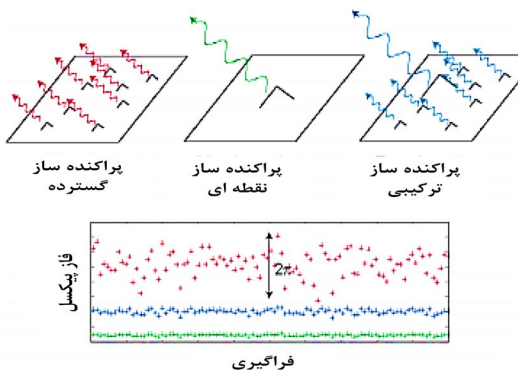 پراکنده ساز
گسترده
پراکنده ساز
نقطه ای
پراکنده ساز
ترکیبی
فاز پیکسل
2π
فراگیری